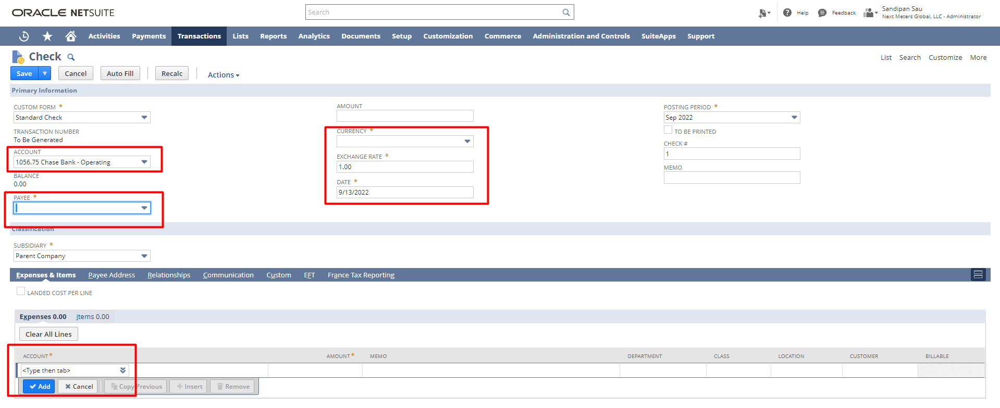 ORACLE NETSUITE
Search
Help
Feedback
Sandipan Sau
Next Meters Global, LLC - Administrator
Activities Payments Transactions Lists Reports Analytics Documents Setup Customization Commerce Administration and Controls SuiteApps Support
Check
List Search Customize More
Save Cancel Auto Fill Recalc Actions
Primary Information
CUSTOM FORM *
Standard Check
TRANSACTION NUMBER
To Be Generated
ACCOUNT
1056.75 Chase Bank - Operating
BALANCE
0.00
PAYEE *
AMOUNT
CURRENCY *
EXCHANGE RATE *
1.00
DATE *
9/13/2022
POSTING PERIOD *
Sep 2022
TO BE PRINTED
CHECK #
1
MEMO
Classification
SUBSIDIARY *
Parent Company
Expenses & Items Payee Address Relationships Communication Custom EFT France Tax Reporting
LANDED COST PER LINE
Expenses 0.00 Items 0.00
Clear All Lines
ACCOUNT * AMOUNT * MEMO DEPARTMENT CLASS LOCATION CUSTOMER BILLABLE
<Type then tab>
Add Cancel Copy Previous Insert Remove